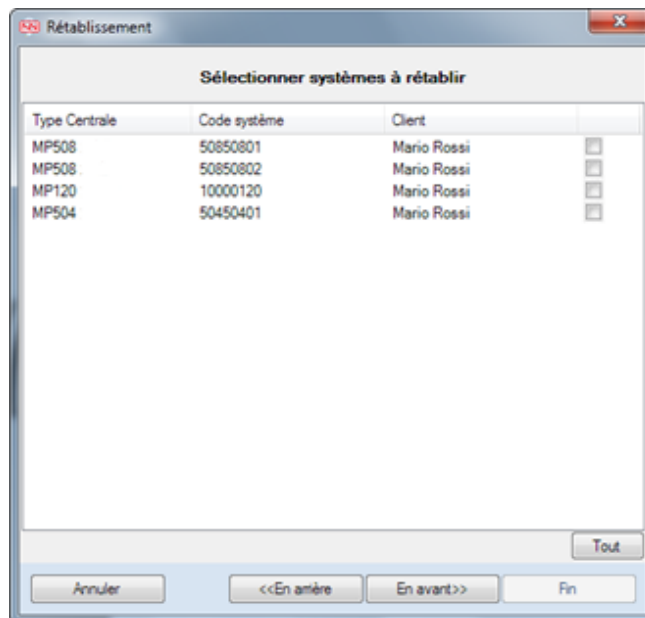 Rétablissement
Sélectionner systèmes à rétablir
Type Centrale Code système Client
MP508 50850801 Mario Rossi
MP508 50850802 Mario Rossi
MP120 10000120 Mario Rossi
MP504 50450401 Mario Rossi
Tout
Annuler <<En arrière En avant>> Fin